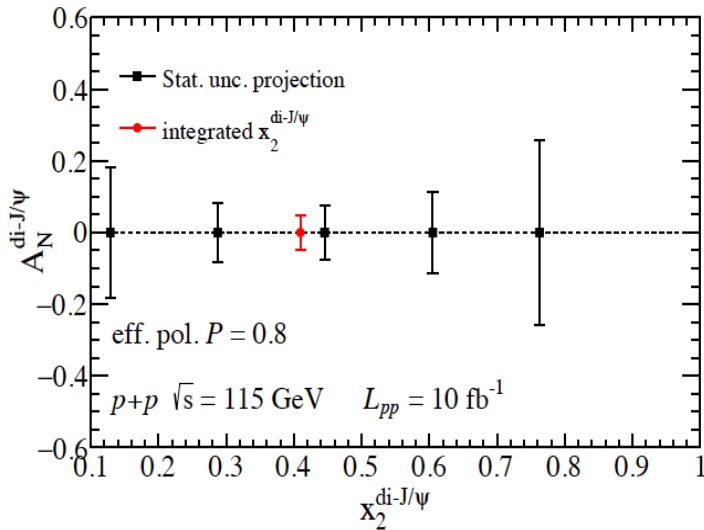 0.6
0.4
0.2
0
−0.2
−0.4
−0.6
A_N^di-J/ψ
Stat. unc. projection
integrated x_2^di-J/ψ
eff. pol. P = 0.8
p+p √s = 115 GeV L_pp = 10 fb^-1
0.1 0.2 0.3 0.4 0.5 0.6 0.7 0.8 0.9 1
x_2^di-J/ψ